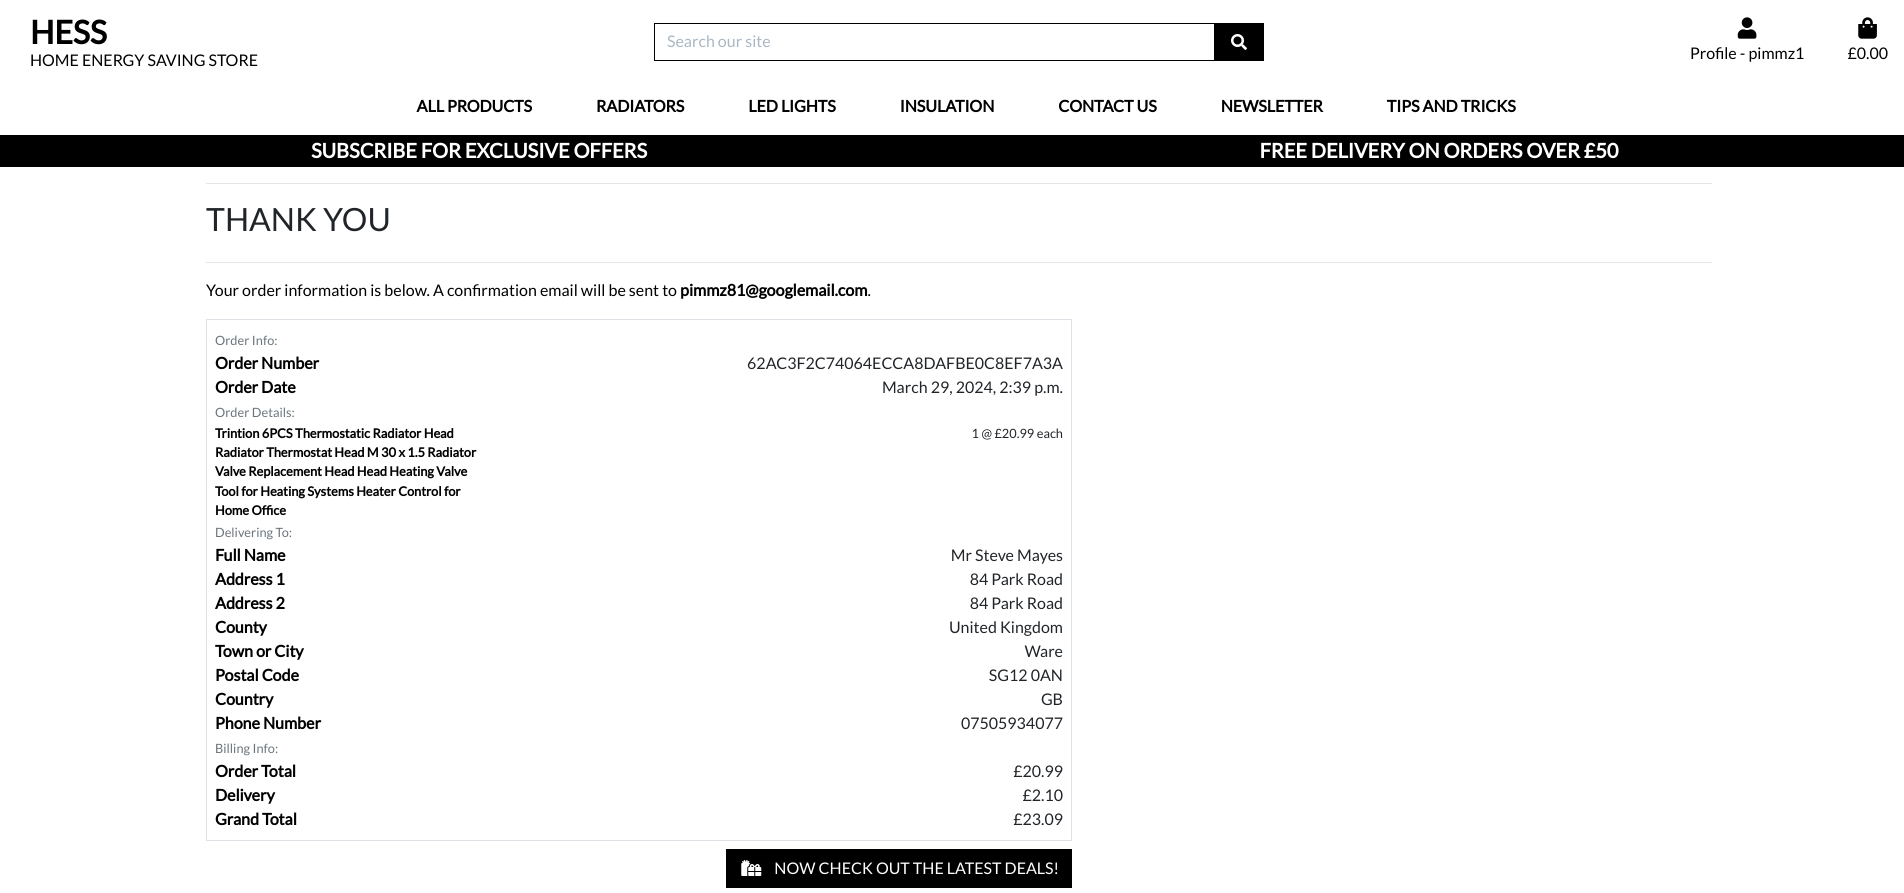 HESS
HOME ENERGY SAVING STORE
Search our site
Profile - pimmz1
£0.00
ALL PRODUCTS RADIATORS LED LIGHTS INSULATION CONTACT US NEWSLETTER TIPS AND TRICKS
SUBSCRIBE FOR EXCLUSIVE OFFERS FREE DELIVERY ON ORDERS OVER £50
THANK YOU
Your order information is below. A confirmation email will be sent to pimmz81@googlemail.com.
Order Info:
Order Number 62AC3F2C74064ECCA8DAFBE0C8EF7A3A
Order Date March 29, 2024, 2:39 p.m.
Order Details:
Trintion 6PCS Thermostatic Radiator Head 1 @ £20.99 each
Radiator Thermostat Head M 30 x 1.5 Radiator
Valve Replacement Head Head Heating Valve
Tool for Heating Systems Heater Control for
Home Office
Delivering To:
Full Name Mr Steve Mayes
Address 1 84 Park Road
Address 2 84 Park Road
County United Kingdom
Town or City Ware
Postal Code SG12 0AN
Country GB
Phone Number 07505934077
Billing Info:
Order Total £20.99
Delivery £2.10
Grand Total £23.09
NOW CHECK OUT THE LATEST DEALS!